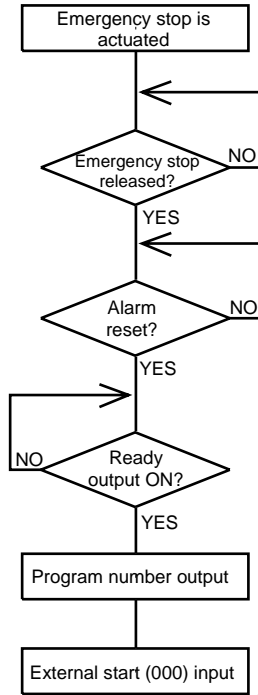 Emergency stop is
actuated
Emergency stop
released?
NO
YES
Alarm
reset?
NO
YES
Ready
output ON?
NO
YES
Program number output
External start (000) input